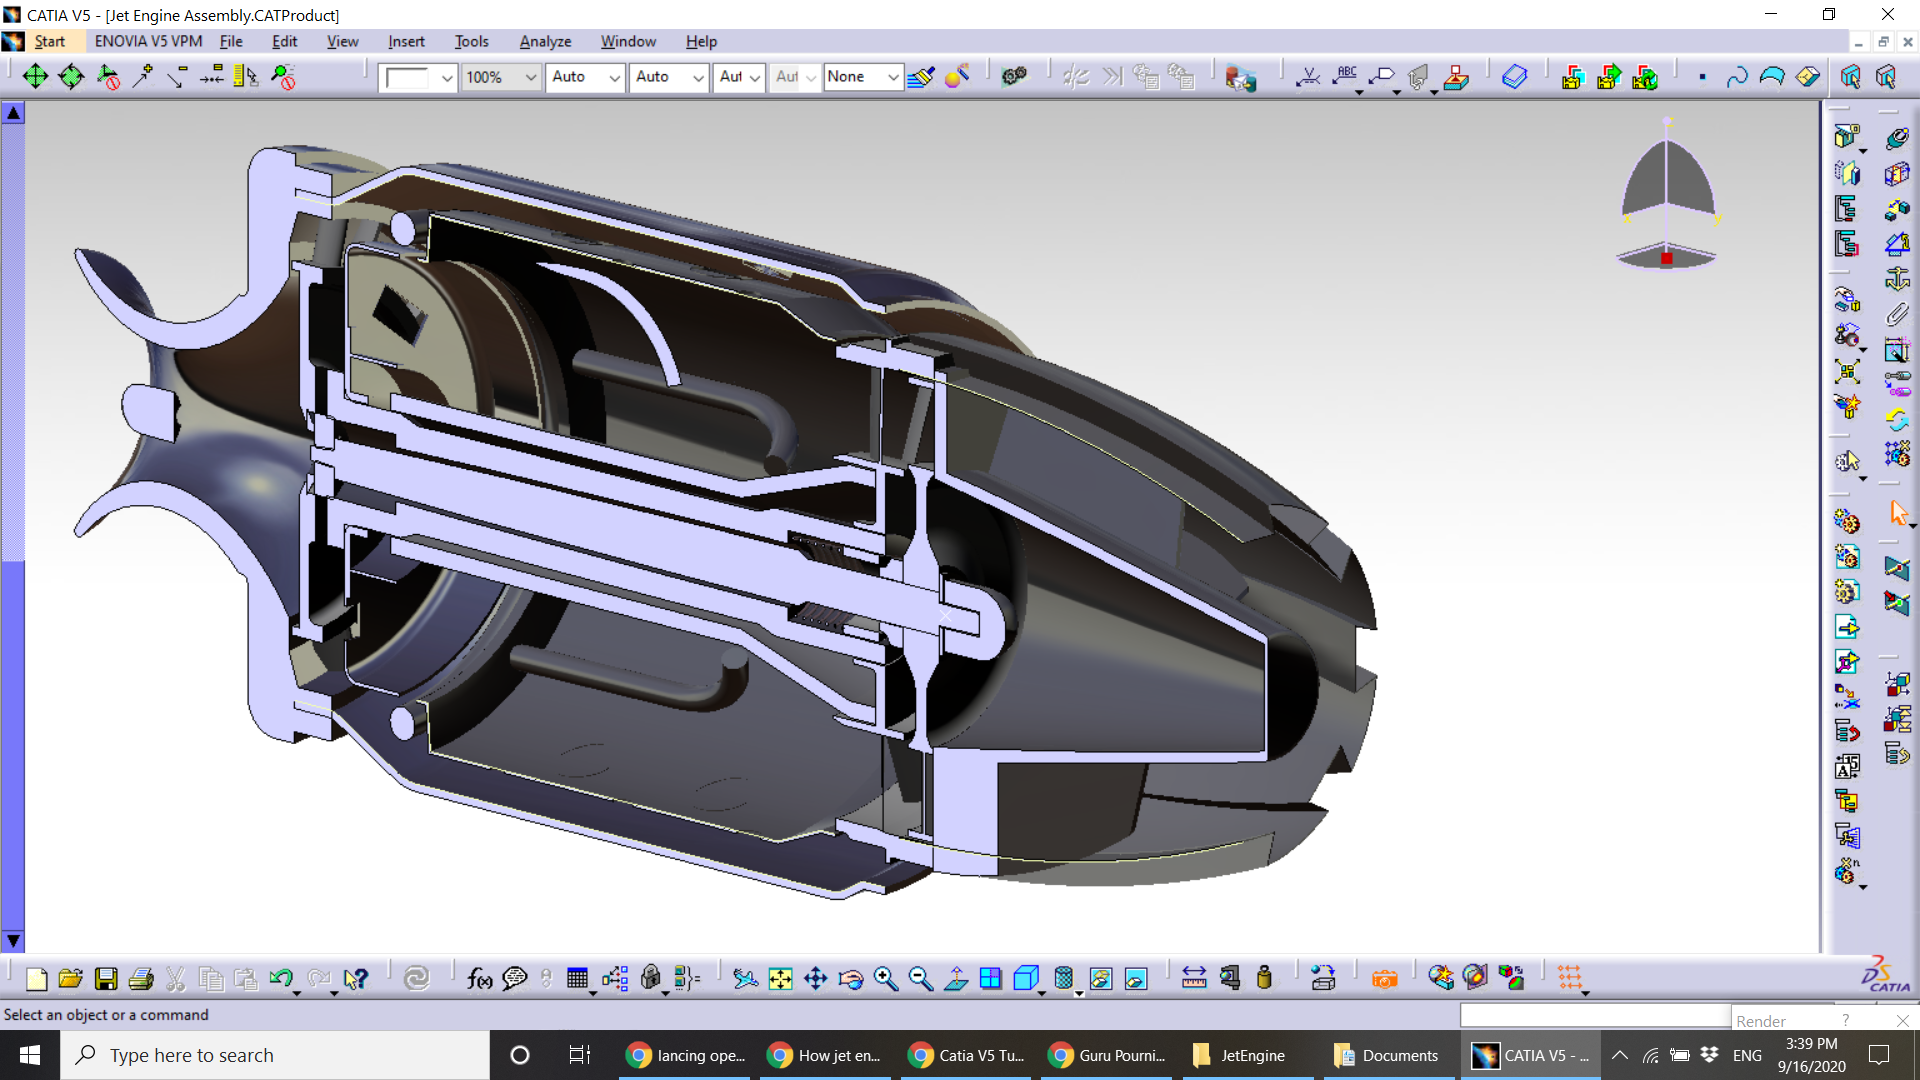 CATIA V5 - [Jet Engine Assembly.CATProduct]
Start ENOVIA V5 VPM File Edit View Insert Tools Analyze Window Help
100% Auto Auto Aut Aut None
ABC
z
x y
A 15
n
f(x)
CATIA
Select an object or a command
Render ?
Type here to search
lancing ope... How jet en... Catia V5 Tu... Guru Pourni... JetEngine Documents CATIA V5 - ...
ENG
3:39 PM
9/16/2020